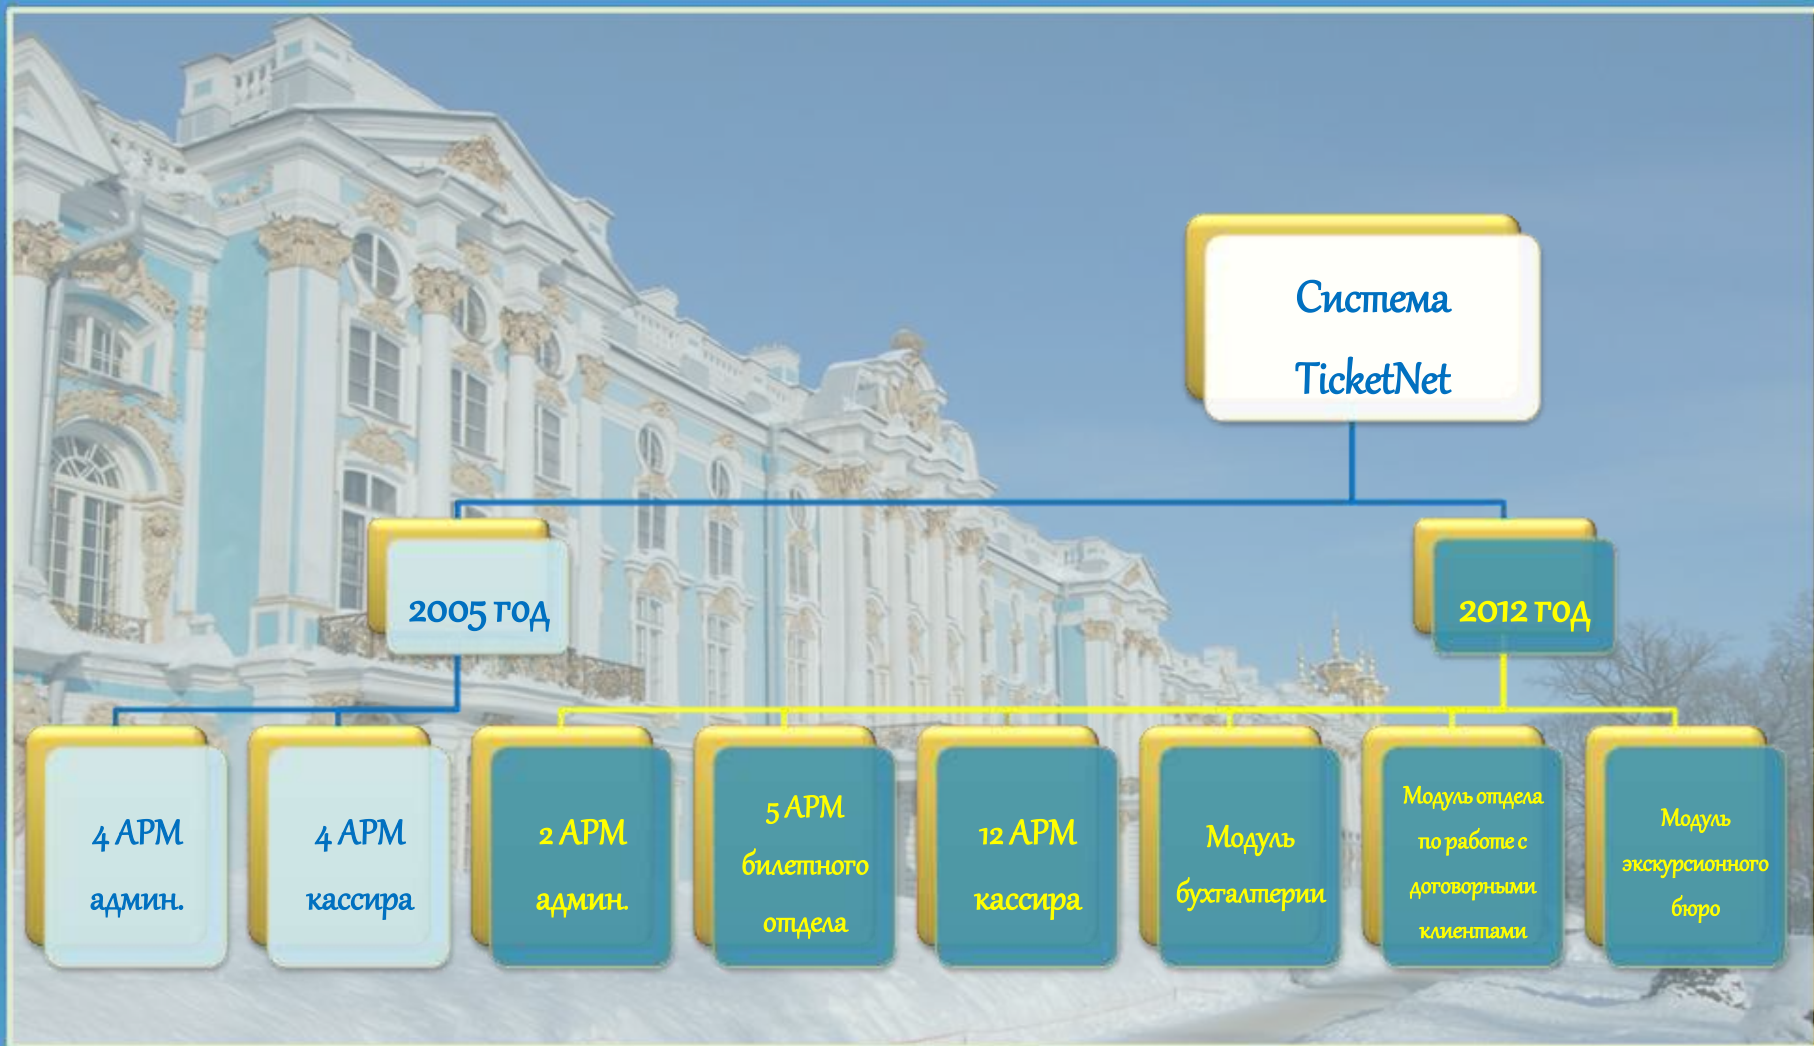 Система
TicketNet
2005 год
2012 год
4 АРМ
админ.
4 АРМ
кассира
2 АРМ
админ.
5 АРМ
билетного
отдела
12 АРМ
кассира
Модуль
бухгалтерии
Модуль отдела
по работе с
договорными
клиентами
Модуль
экскурсионного
бюро